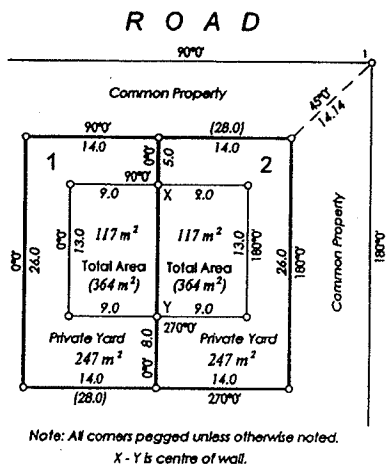 ROAD
90°0'
1
Common Property
45°0'
14.14
90°0'
(28.0)
14.0
14.0
1
2
0°0'
5.0
90°0'
9.0
X
9.0
0°0'
26.0
0°0'
13.0
117 m²
117 m²
13.0
180°0'
26.0
180°0'
Common Property
180°0'
Total Area
(364 m²)
Total Area
(364 m²)
9.0
Y
9.0
270°0'
Private Yard
247 m²
0°0'
8.0
Private Yard
247 m²
14.0
14.0
(28.0)
270°0'
Note: All corners pegged unless otherwise noted.
X - Y is centre of wall.